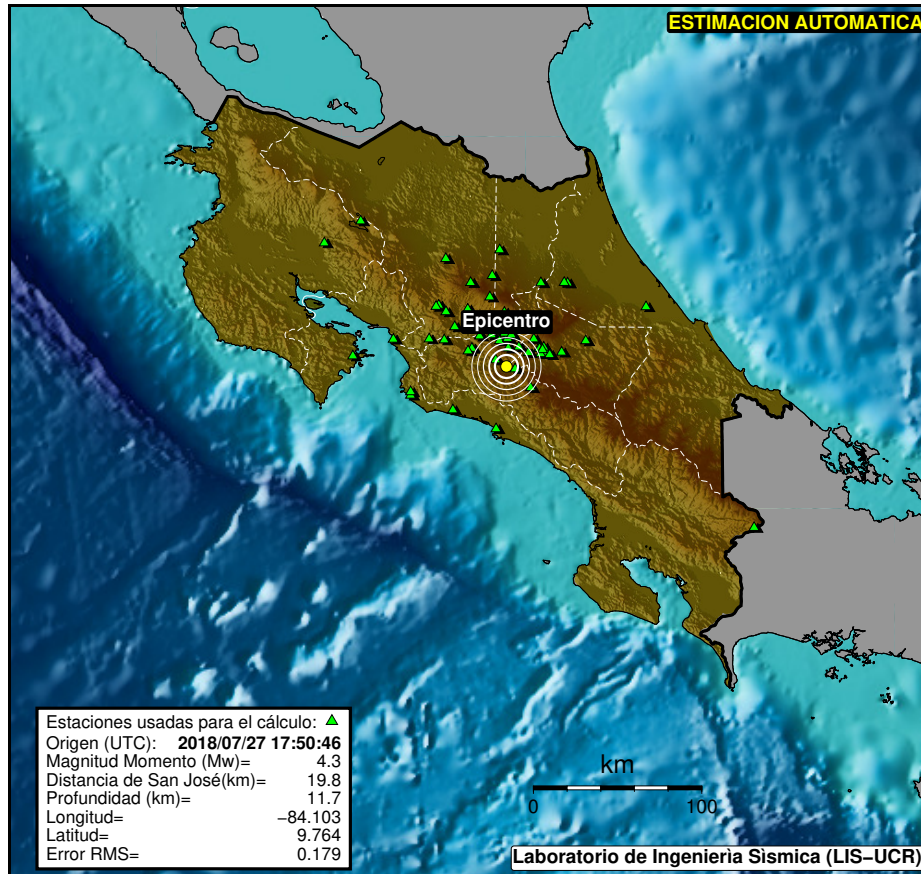 ESTIMACION AUTOMATICA
Epicentro
Estaciones usadas para el cálculo:
Origen (UTC): 2018/07/27 17:50:46
Magnitud Momento (Mw)= 4.3
Distancia de San José(km)= 19.8
Profundidad (km)= 11.7
Longitud= −84.103
Latitud= 9.764
Error RMS= 0.179
km
0 100
Laboratorio de Ingenierìa Sìsmica (LIS−UCR)